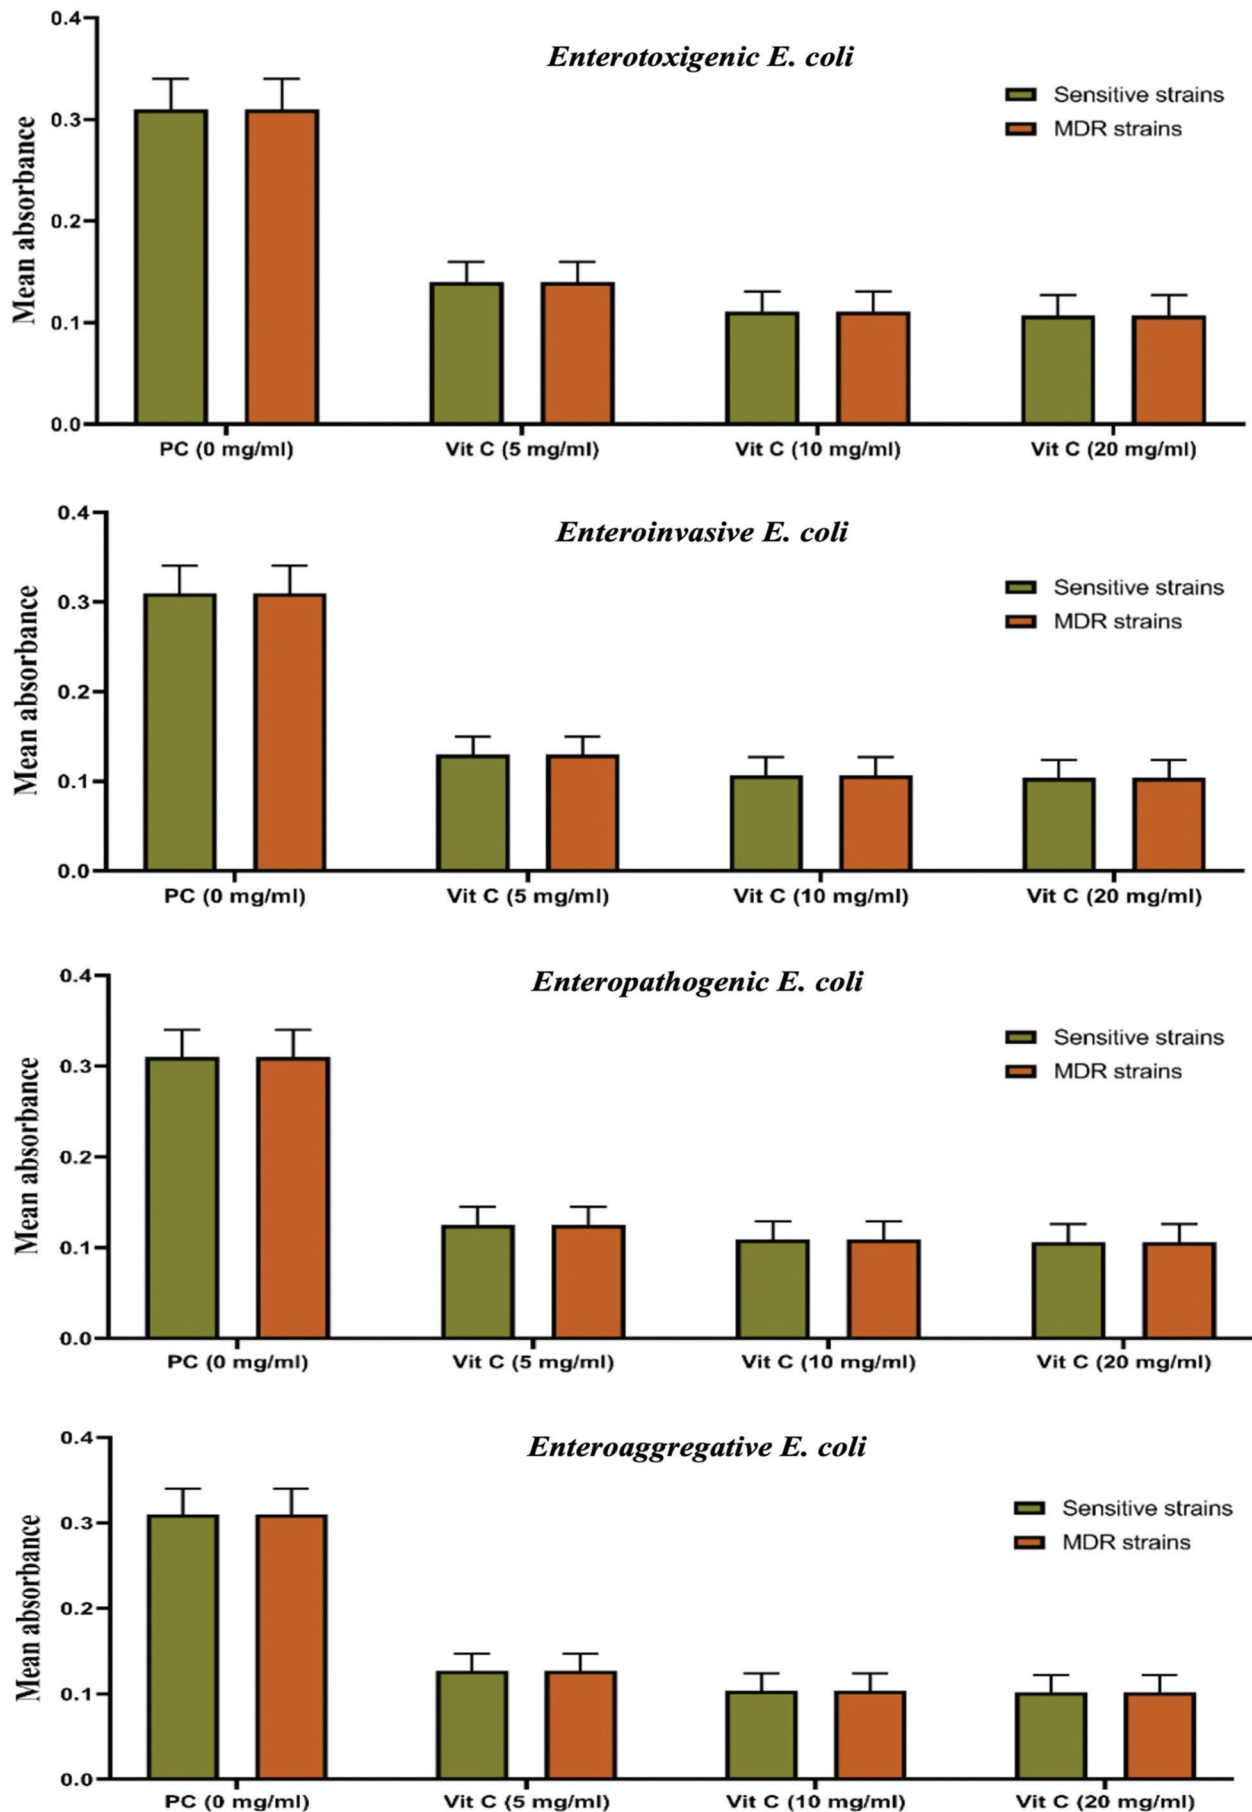 Enterotoxigenic E. coli
Sensitive strains
MDR strains
Mean absorbance
0.4
0.3
0.2
0.1
0.0
PC (0 mg/ml) Vit C (5 mg/ml) Vit C (10 mg/ml) Vit C (20 mg/ml)
Enteroinvasive E. coli
Sensitive strains
MDR strains
Mean absorbance
0.4
0.3
0.2
0.1
0.0
PC (0 mg/ml) Vit C (5 mg/ml) Vit C (10 mg/ml) Vit C (20 mg/ml)
Enteropathogenic E. coli
Sensitive strains
MDR strains
Mean absorbance
0.4
0.3
0.2
0.1
0.0
PC (0 mg/ml) Vit C (5 mg/ml) Vit C (10 mg/ml) Vit C (20 mg/ml)
Enteroaggregative E. coli
Sensitive strains
MDR strains
Mean absorbance
0.4
0.3
0.2
0.1
0.0
PC (0 mg/ml) Vit C (5 mg/ml) Vit C (10 mg/ml) Vit C (20 mg/ml)